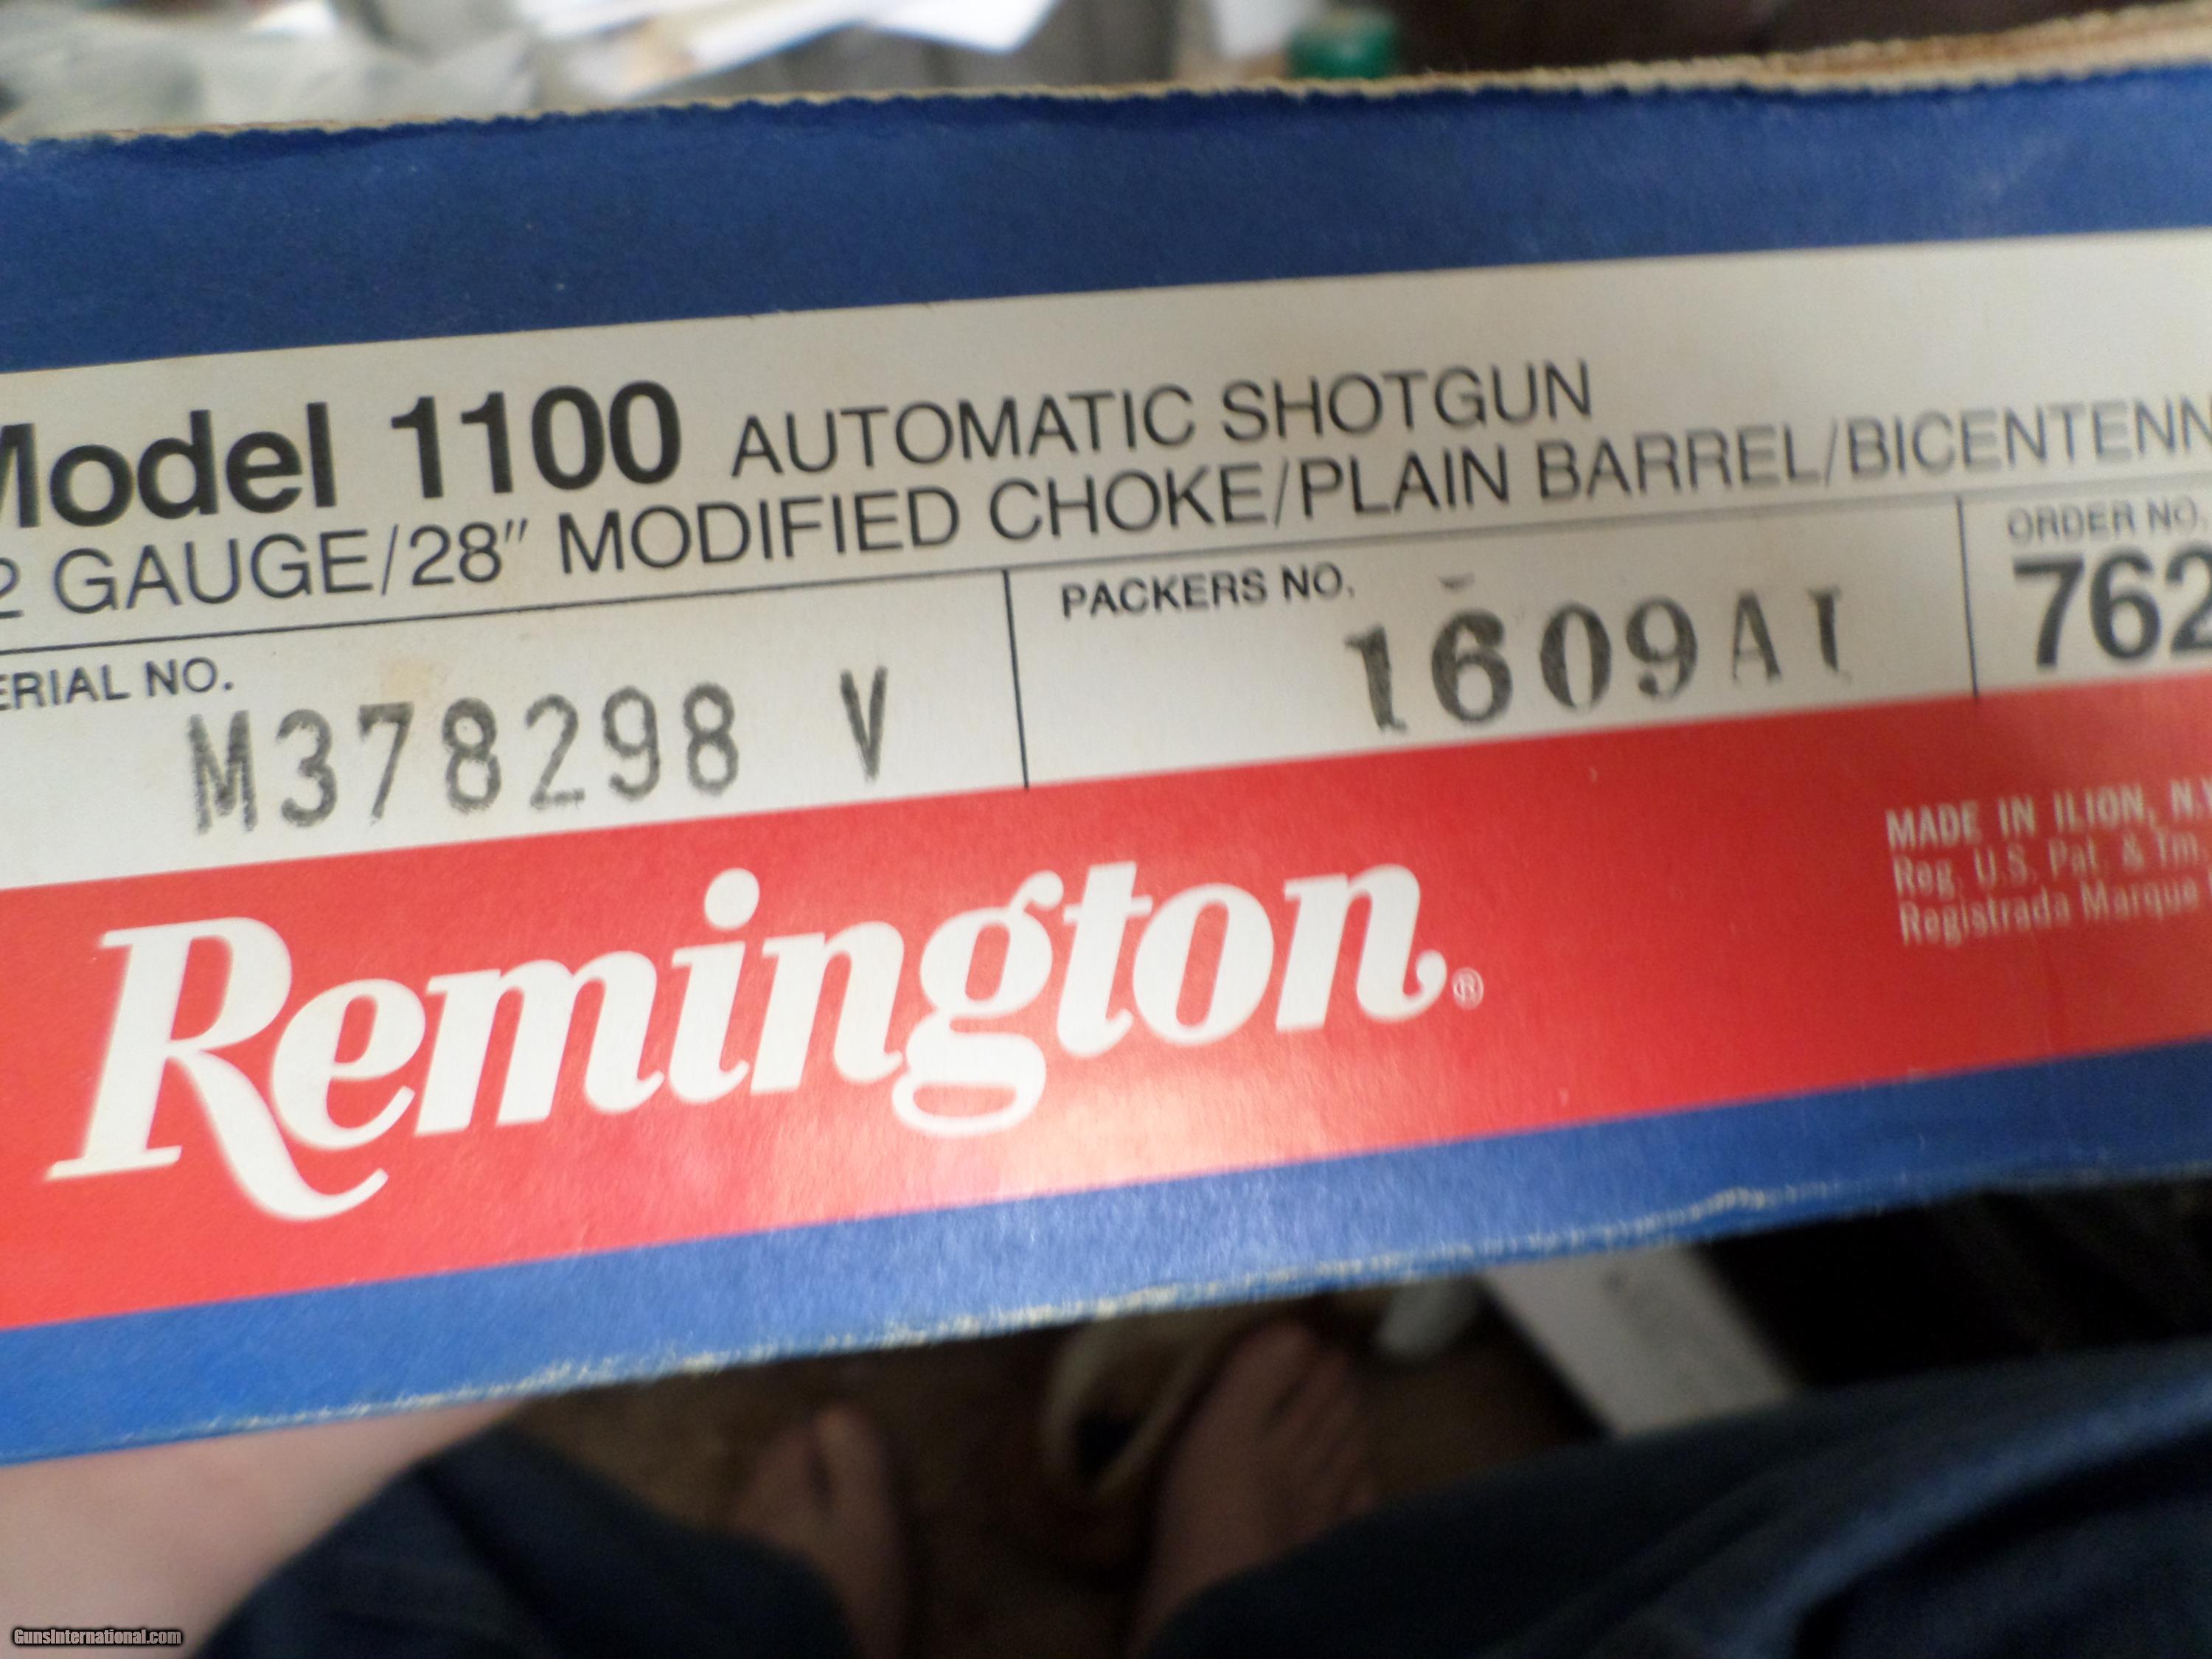 Model 1100 AUTOMATIC SHOTGUN
2 GAUGE/28" MODIFIED CHOKE/PLAIN BARREL/BICENTENN
ERIAL NO.
M378298 V
PACKERS NO.
1609AI
ORDER NO.
762
Remington®
MADE IN ILION, N.Y
Reg. U.S. Pat. & Tm.
Registrada Marque
GunsInternational.com